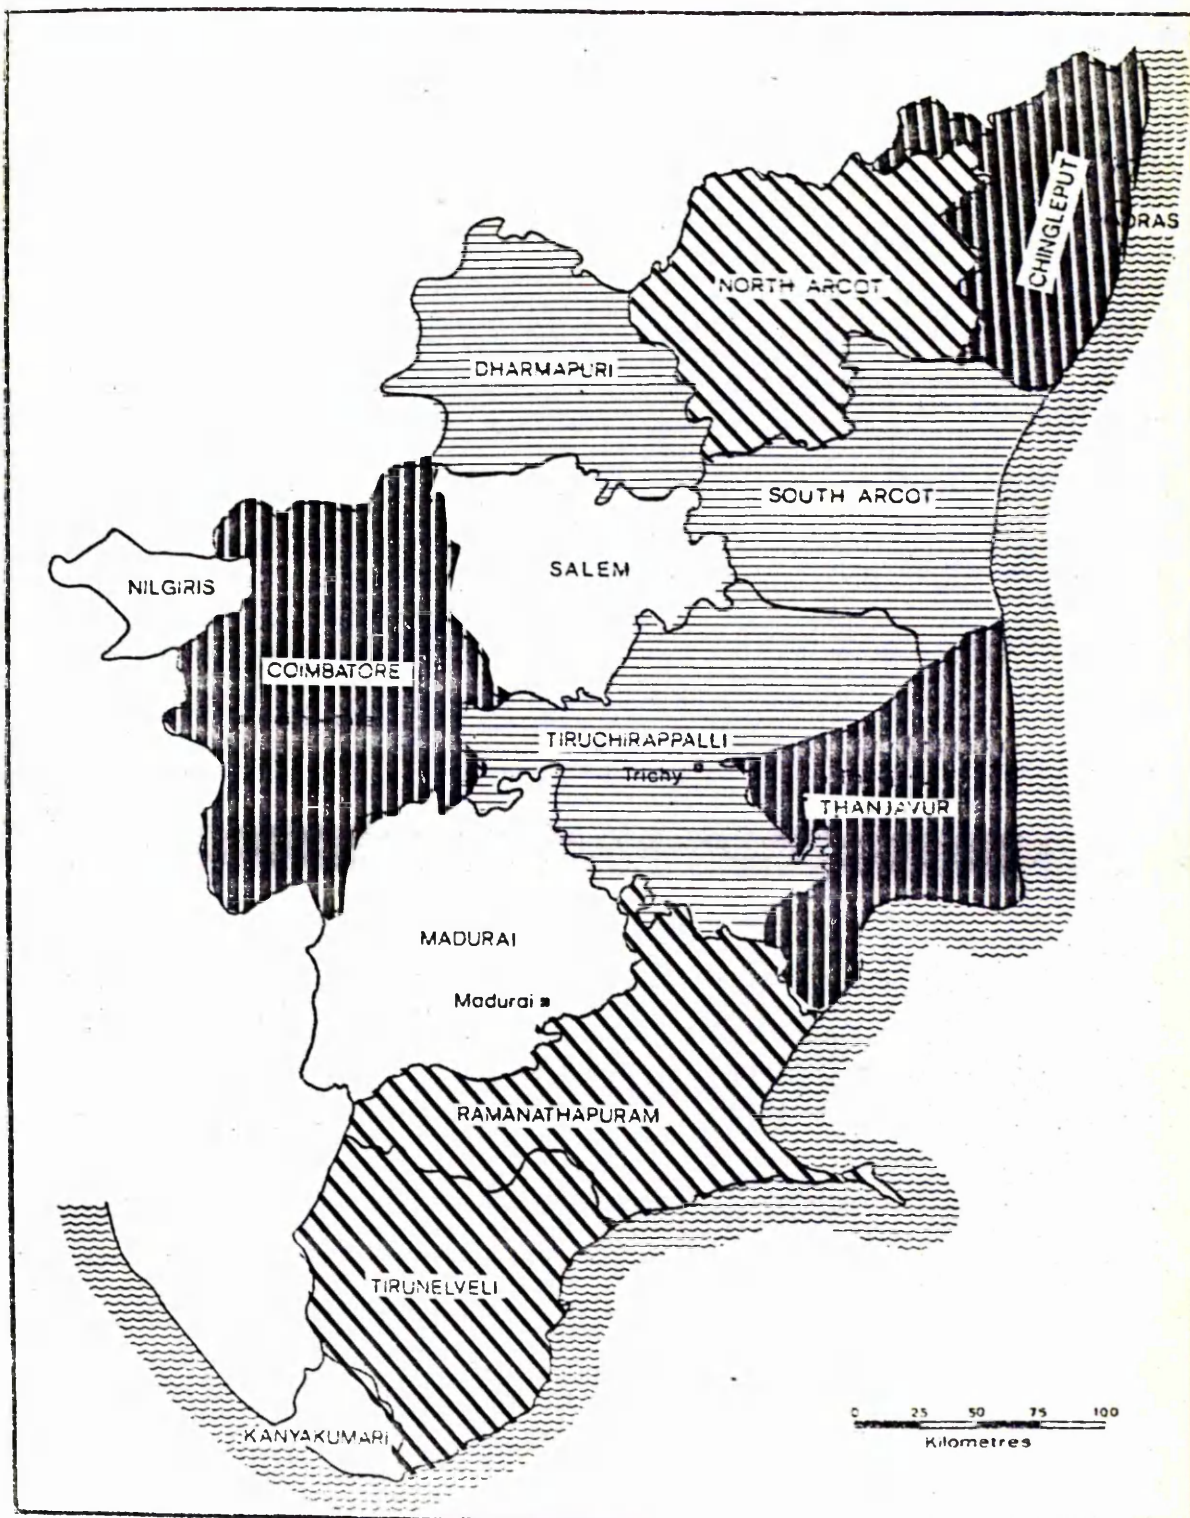 CHINGLEPUT
NORTH ARCOT
DHARMAPURI
SOUTH ARCOT
SALEM
NILGIRIS
COIMBATORE
TIRUCHIRAPPALLI
Trichy
THANJAVUR
MADURAI
Madurai
RAMANATHAPURAM
TIRUNELVELI
KANYAKUMARI
0 25 50 75 100
Kilometres